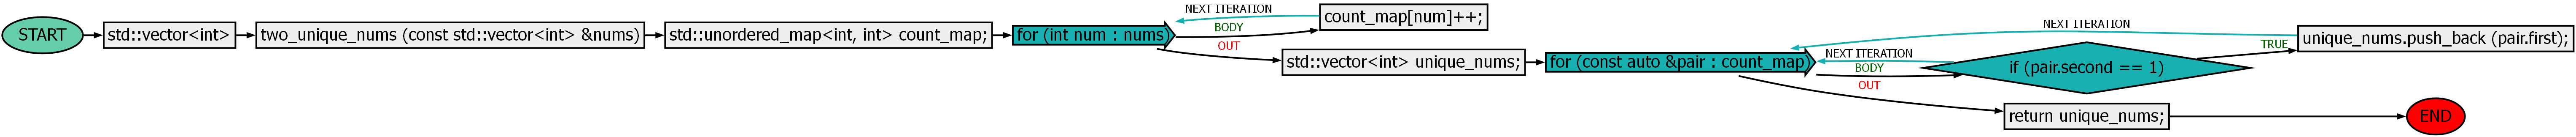 START
std::vector<int>
two_unique_nums (const std::vector<int> &nums)
std::unordered_map<int, int> count_map;
for (int num : nums)
NEXT ITERATION
BODY
OUT
count_map[num]++;
std::vector<int> unique_nums;
for (const auto &pair : count_map)
NEXT ITERATION
NEXT ITERATION
BODY
OUT
if (pair.second == 1)
TRUE
unique_nums.push_back (pair.first);
return unique_nums;
END